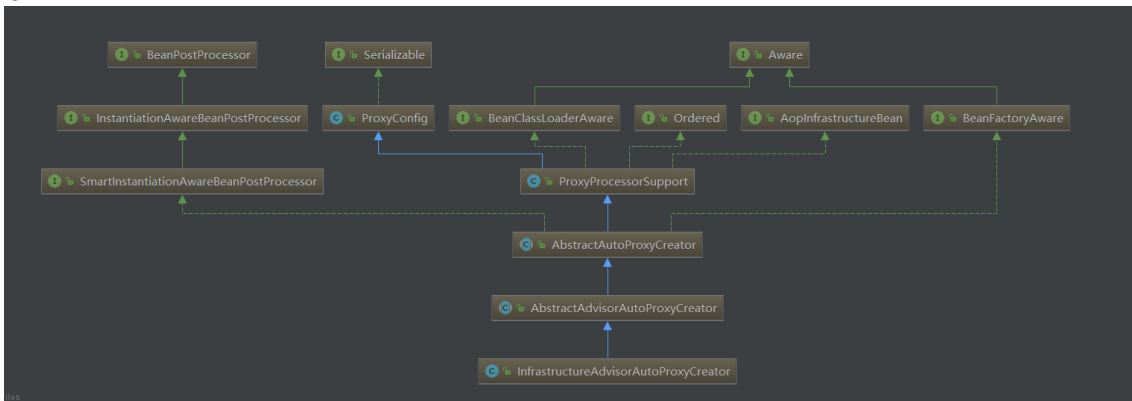 BeanPostProcessor
Serializable
Aware
InstantiationAwareBeanPostProcessor
ProxyConfig
BeanClassLoaderAware
Ordered
AopInfrastructureBean
BeanFactoryAware
SmartInstantiationAwareBeanPostProcessor
ProxyProcessorSupport
AbstractAutoProxyCreator
AbstractAdvisorAutoProxyCreator
InfrastructureAdvisorAutoProxyCreator